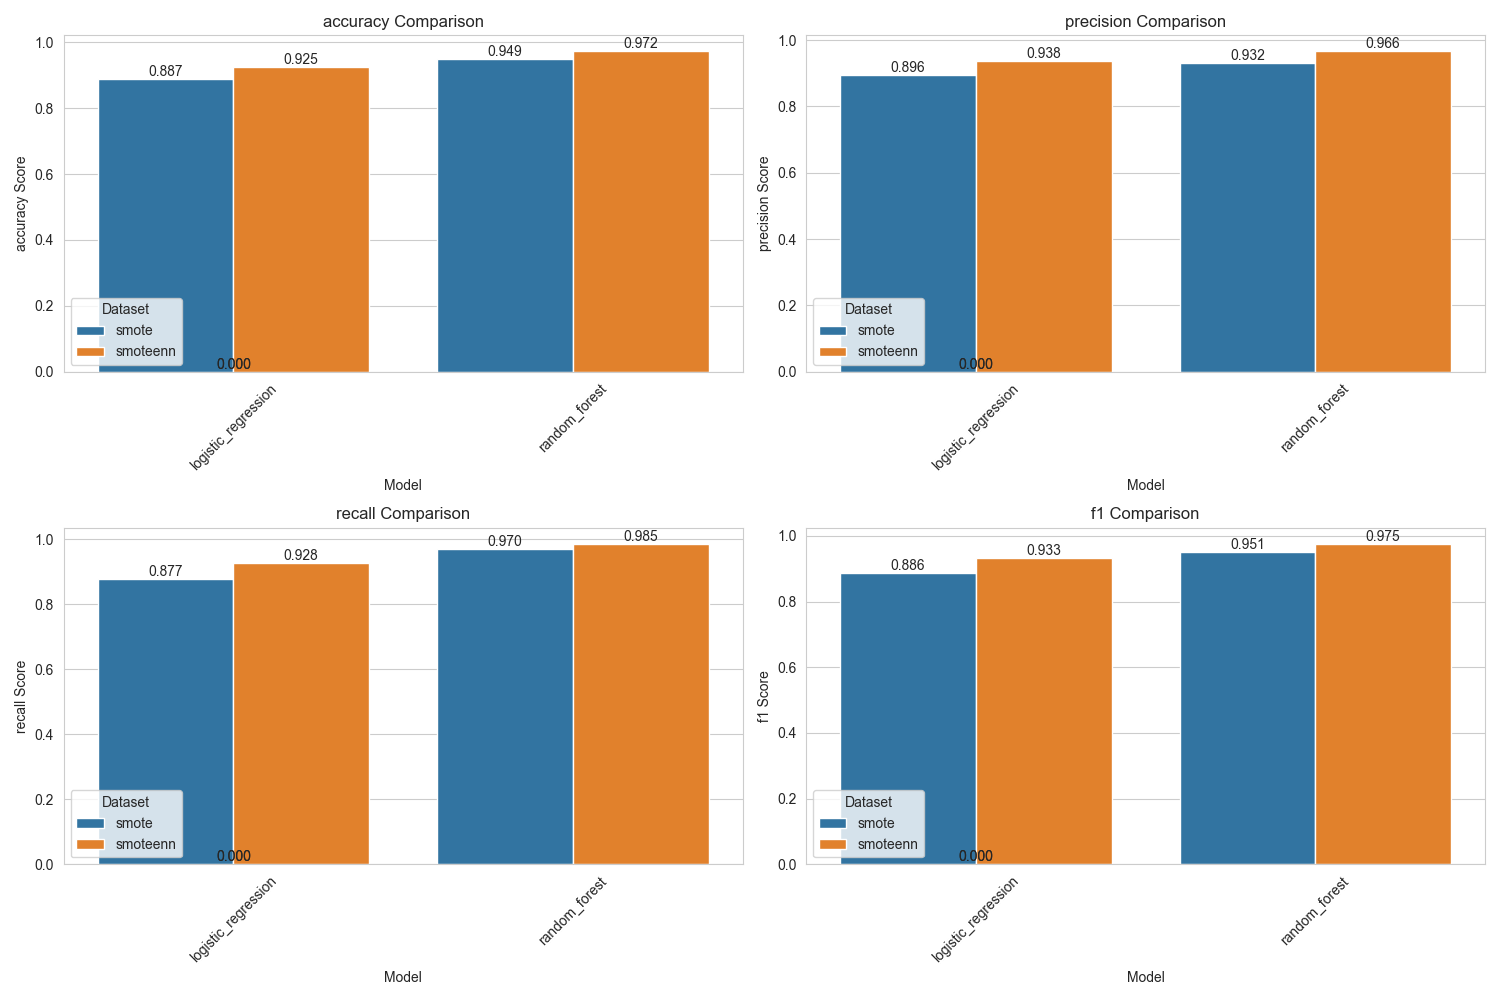 accuracy Comparison
accuracy Score
1.0
0.8
0.6
0.4
0.2
0.0
0.887
0.925
0.949
0.972
0.000
Dataset
smote
smoteenn
logistic_regression
random_forest
Model
precision Comparison
precision Score
1.0
0.8
0.6
0.4
0.2
0.0
0.896
0.938
0.932
0.966
0.000
Dataset
smote
smoteenn
logistic_regression
random_forest
Model
recall Comparison
recall Score
1.0
0.8
0.6
0.4
0.2
0.0
0.877
0.928
0.970
0.985
0.000
Dataset
smote
smoteenn
logistic_regression
random_forest
Model
f1 Comparison
f1 Score
1.0
0.8
0.6
0.4
0.2
0.0
0.886
0.933
0.951
0.975
0.000
Dataset
smote
smoteenn
logistic_regression
random_forest
Model